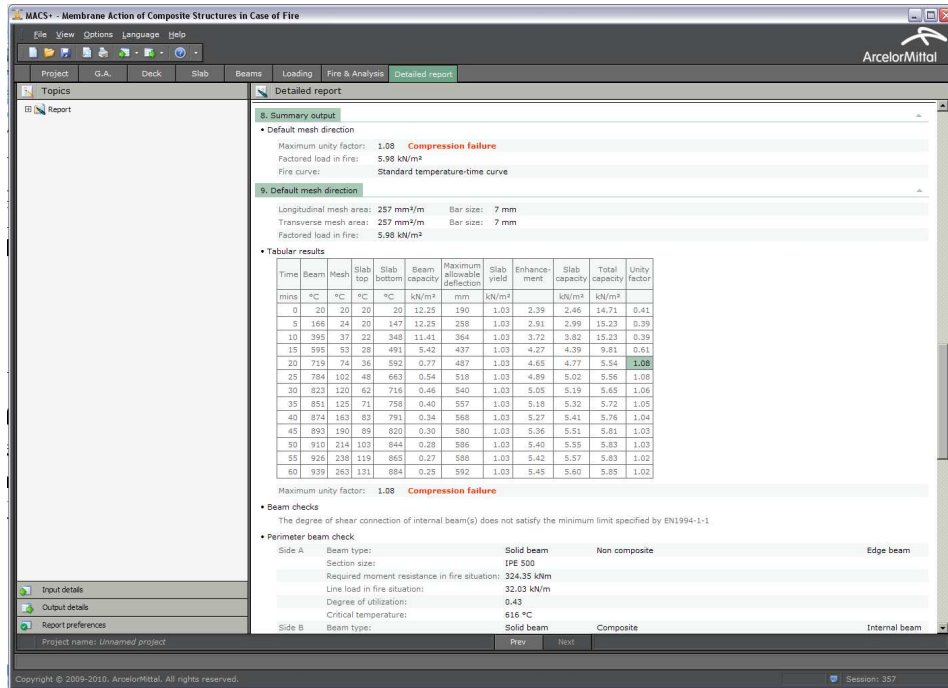 MACS+ - Membrane Action of Composite Structures in Case of Fire
File View Options Language Help
ArcelorMittal
Project G.A. Deck Slab Beams Loading Fire & Analysis Detailed report
Topics
Report
Detailed report
8. Summary output
• Default mesh direction
Maximum unity factor: 1.08 Compression failure
Factored load in fire: 5.98 kN/m²
Fire curve: Standard temperature-time curve
9. Default mesh direction
Longitudinal mesh area: 257 mm²/m Bar size: 7 mm
Transverse mesh area: 257 mm²/m Bar size: 7 mm
Factored load in fire: 5.98 kN/m²
• Tabular results
Time Beam Mesh Slab top Slab bottom Beam capacity Maximum allowable deflection Slab yield Enhance-ment Slab capacity Total capacity Unity factor
mins °C °C °C °C kN/m² mm kN/m² kN/m² kN/m²
0 20 20 20 20 12.25 190 1.03 2.39 2.46 14.71 0.41
5 166 24 20 147 12.25 258 1.03 2.91 2.99 15.23 0.39
10 395 37 22 348 11.41 364 1.03 3.72 3.82 15.23 0.39
15 595 53 28 491 5.42 437 1.03 4.27 4.39 9.81 0.61
20 719 74 36 592 0.77 487 1.03 4.65 4.77 5.54 1.08
25 784 102 48 663 0.54 518 1.03 4.89 5.02 5.56 1.08
30 823 120 62 716 0.46 540 1.03 5.05 5.19 5.65 1.06
35 851 125 71 758 0.40 557 1.03 5.18 5.32 5.72 1.05
40 874 163 83 791 0.34 568 1.03 5.27 5.41 5.76 1.04
45 893 190 89 820 0.30 580 1.03 5.36 5.51 5.81 1.03
50 910 214 103 844 0.28 586 1.03 5.40 5.55 5.83 1.03
55 926 238 119 865 0.27 588 1.03 5.42 5.57 5.83 1.02
60 939 263 131 884 0.25 592 1.03 5.45 5.60 5.85 1.02
Maximum unity factor: 1.08 Compression failure
• Beam checks
The degree of shear connection of internal beam(s) does not satisfy the minimum limit specified by EN1994-1-1
• Perimeter beam check
Side A Beam type: Solid beam Non composite Edge beam
Section size: IPE 500
Required moment resistance in fire situation: 324.35 kNm
Line load in fire situation: 32.03 kN/m
Degree of utilization: 0.43
Critical temperature: 616 °C
Side B Beam type: Solid beam Composite Internal beam
Input details
Output details
Report preferences
Project name: Unnamed project
Prev Next
Copyright © 2009-2010. ArcelorMittal. All rights reserved.
Session: 357